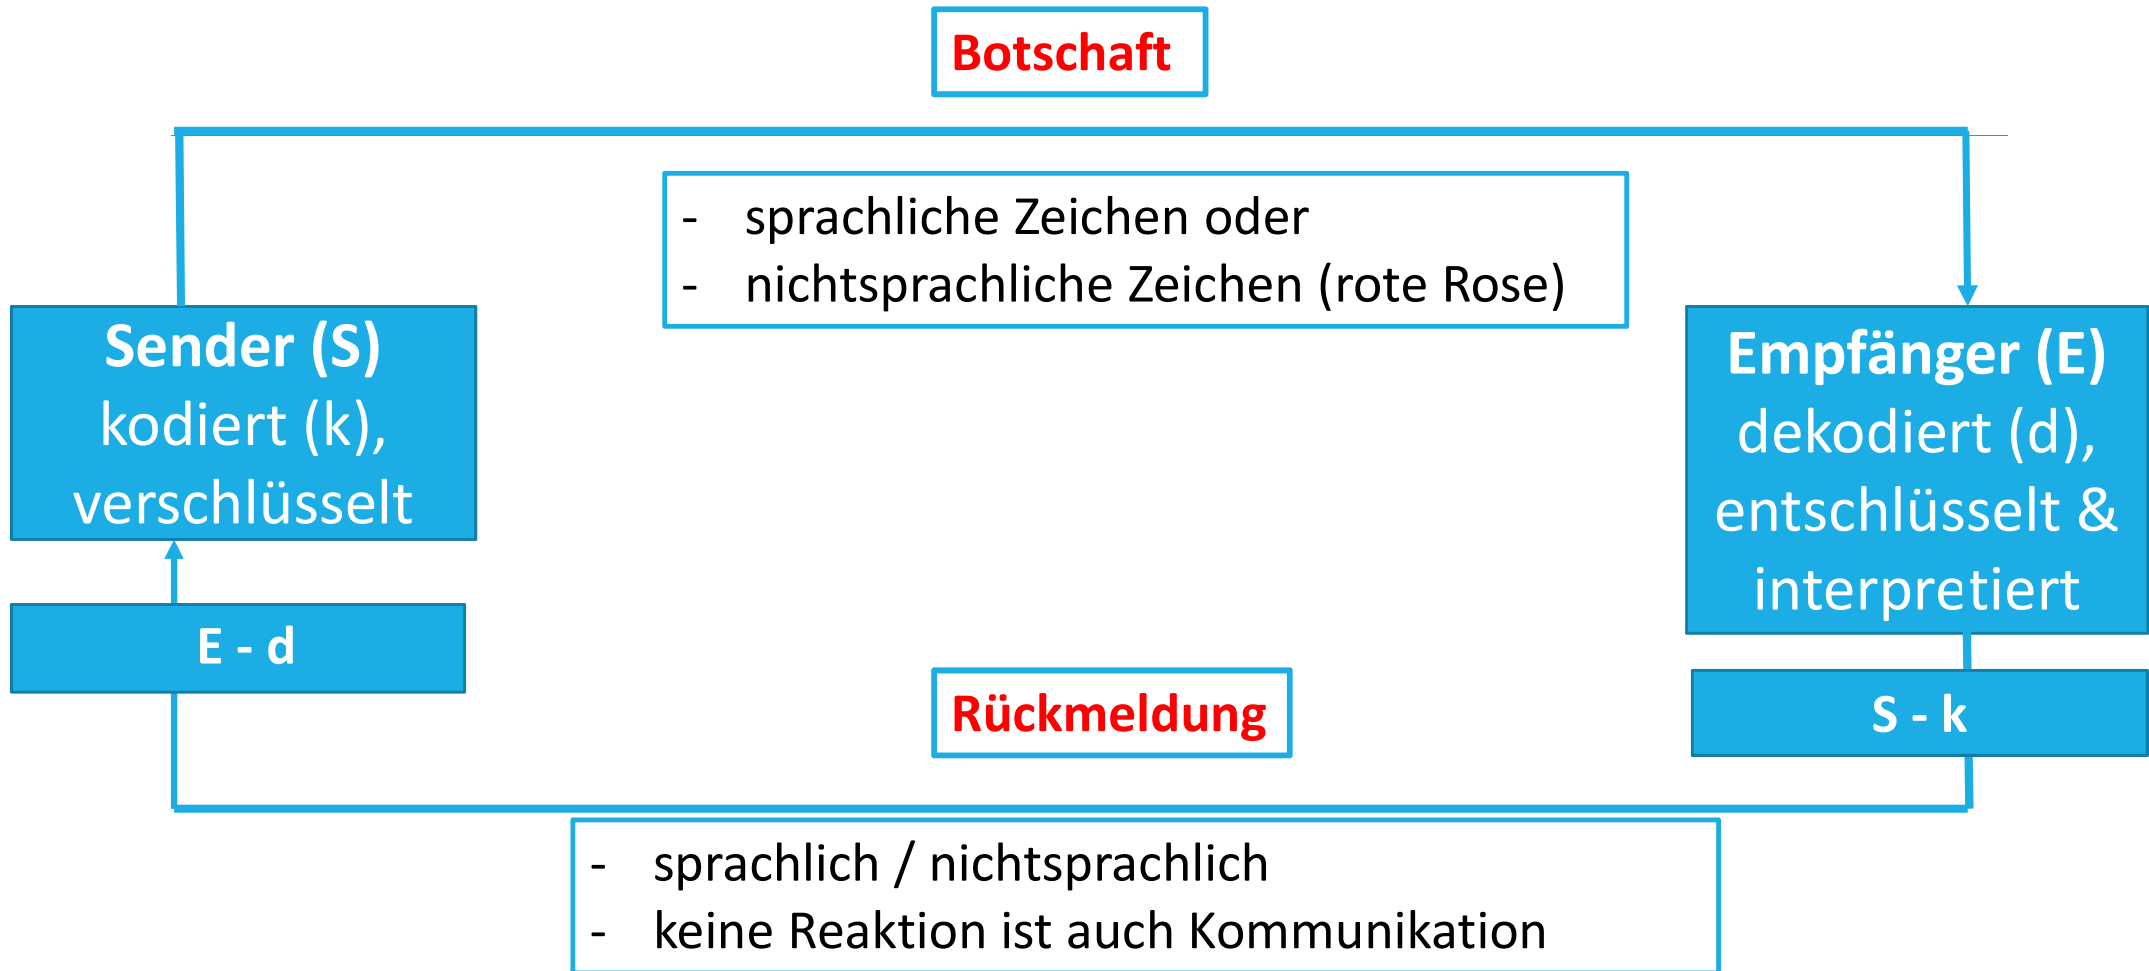 Botschaft
- sprachliche Zeichen oder
- nichtsprachliche Zeichen (rote Rose)
Sender (S)
kodiert (k),
verschlüsselt
Empfänger (E)
dekodiert (d),
entschlüsselt &
interpretiert
E - d
Rückmeldung
S - k
- sprachlich / nichtsprachlich
- keine Reaktion ist auch Kommunikation